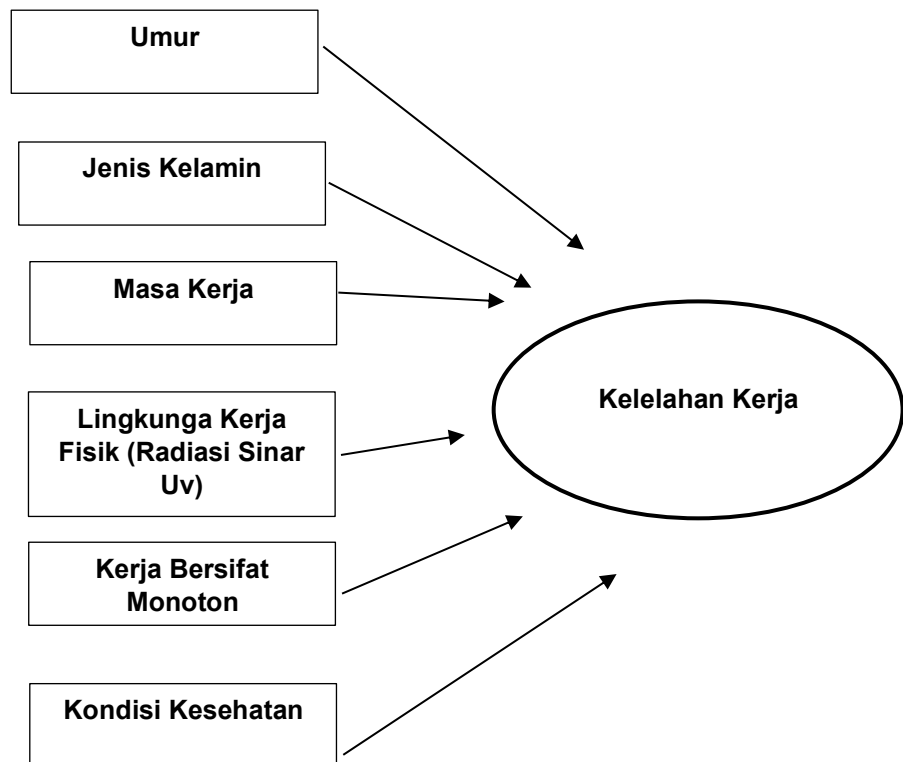 Umur
Jenis Kelamin
Masa Kerja
Lingkunga Kerja
Fisik (Radiasi Sinar
Uv)
Kelelahan Kerja
Kerja Bersifat
Monoton
Kondisi Kesehatan